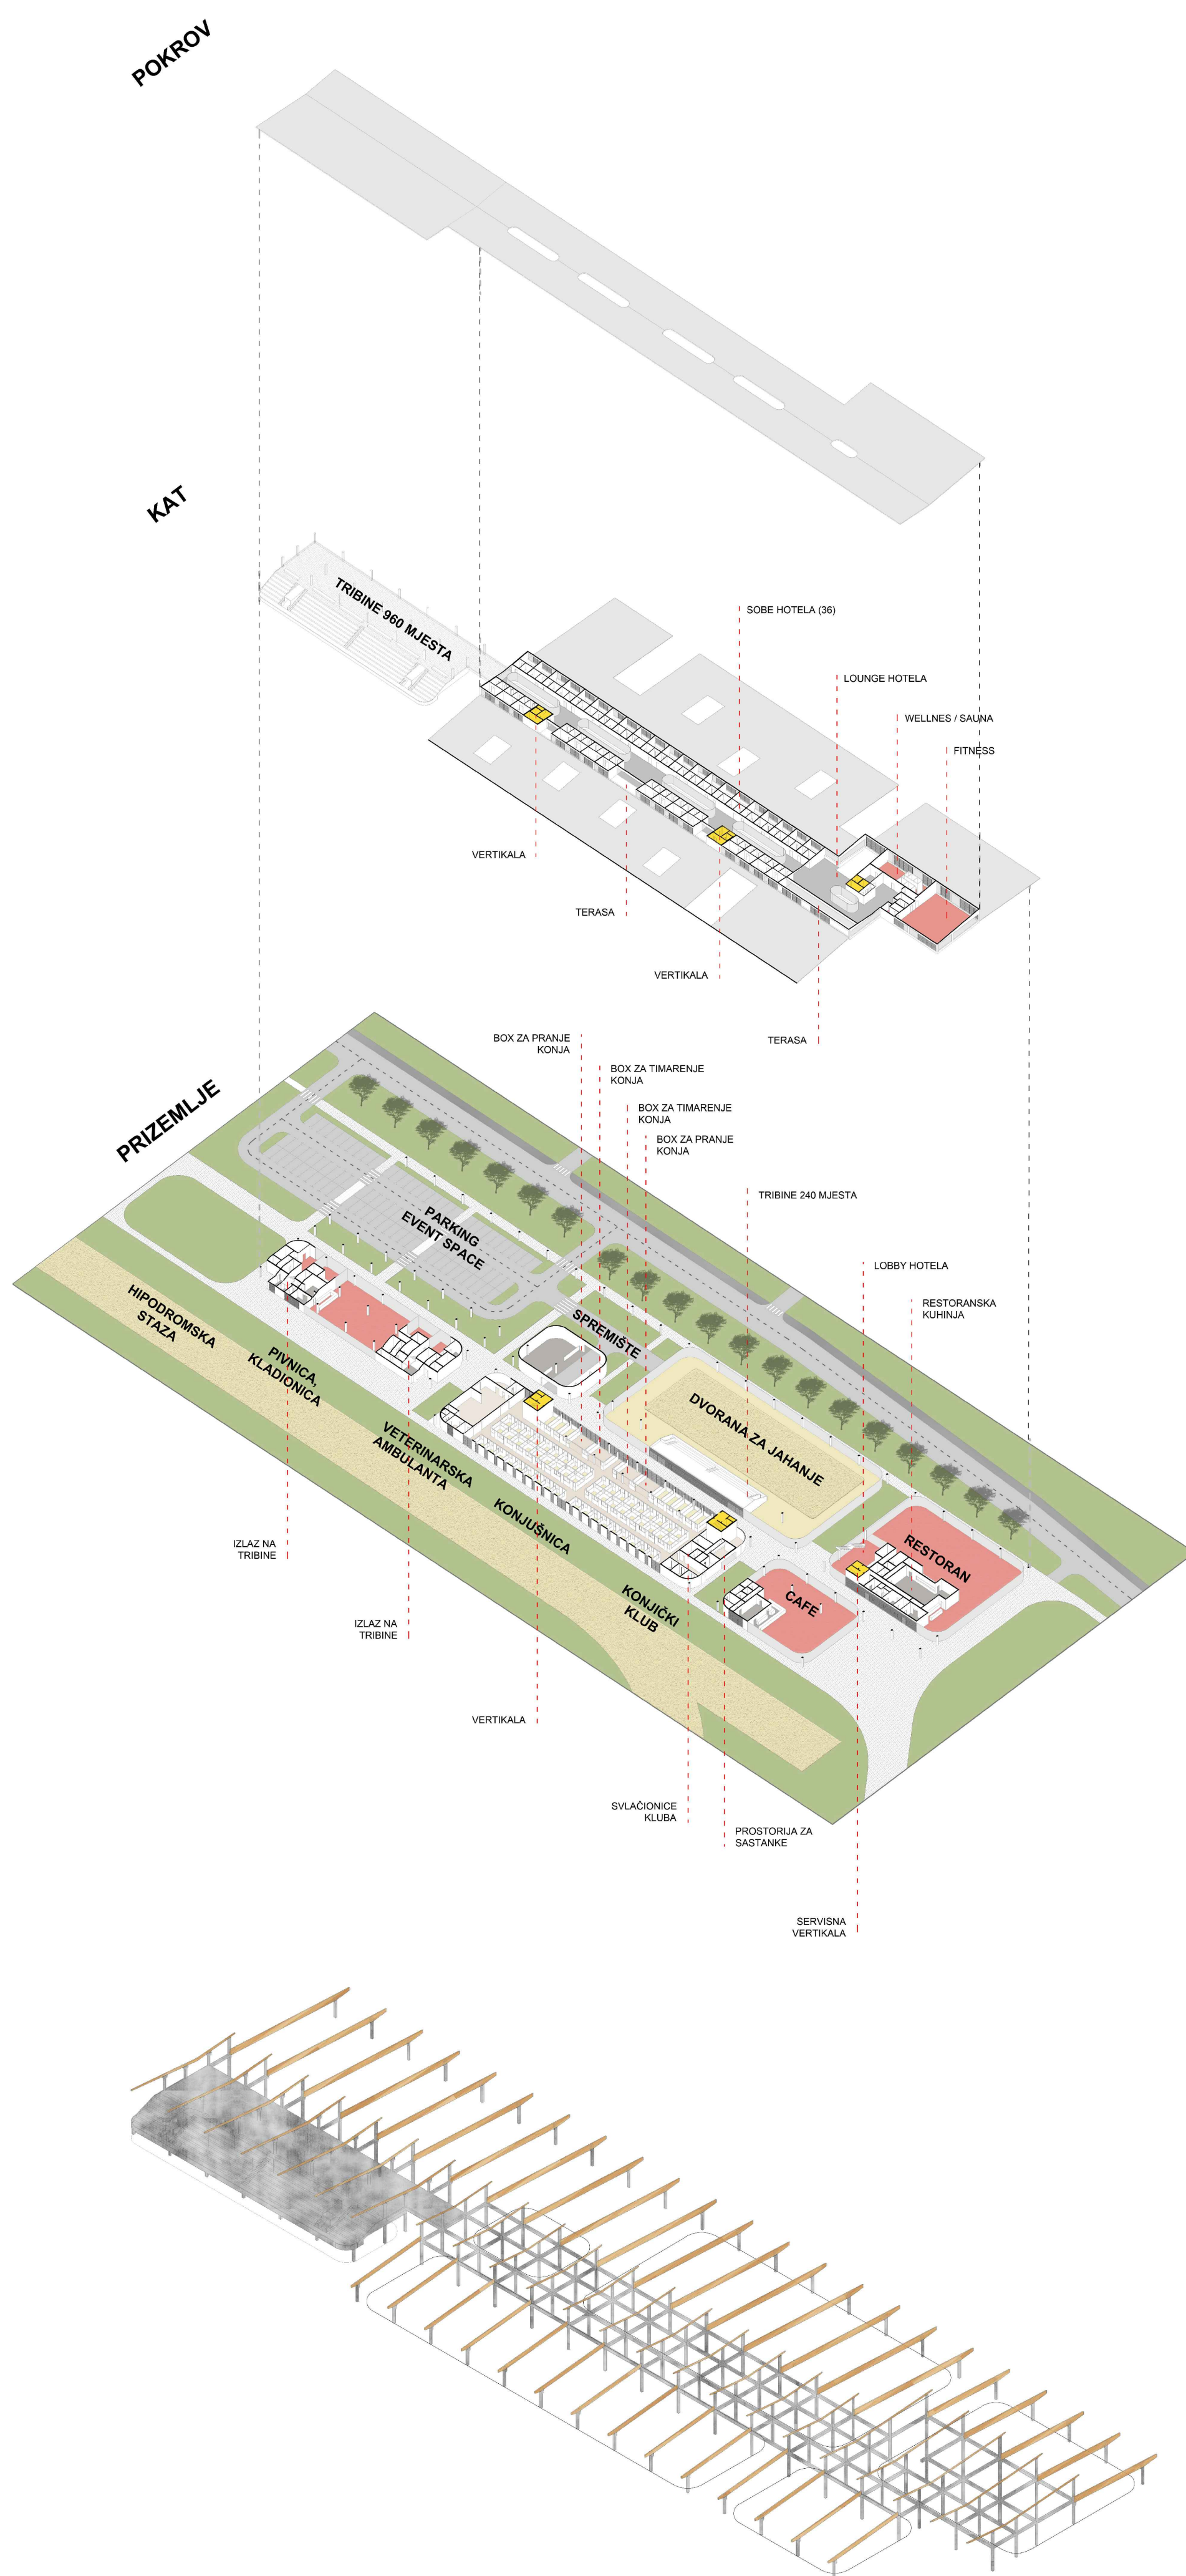 POKROV
KAT
TRIBINE 960 MJESTA
SOBE HOTELA (36)
LOUNGE HOTELA
WELLNES / SAUNA
FITNESS
VERTIKALA
TERASA
VERTIKALA
TERASA
PRIZEMLJE
BOX ZA PRANJE
KONJA
BOX ZA TIMARENJE
KONJA
BOX ZA TIMARENJE
KONJA
BOX ZA PRANJE
KONJA
TRIBINE 240 MJESTA
LOBBY HOTELA
RESTORANSKA
KUHINJA
PARKING
EVENT SPACE
SPREMIŠTE
DVORANA ZA JAHANJE
RESTORAN
CAFE
HIPODROMSKA
STAZA
PIVNICA,
KLADIONICA
VETERINARSKA
AMBULANTA
KONJUŠNICA
KONJIČKI
KLUB
IZLAZ NA
TRIBINE
IZLAZ NA
TRIBINE
VERTIKALA
SVLAČIONICE
KLUBA
PROSTORIJA ZA
SASTANKE
SERVISNA
VERTIKALA